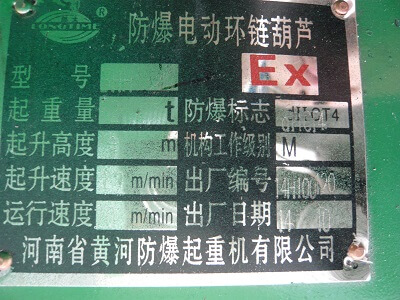 LONGTIME ®
防爆电动环链葫芦
型 号 Ex
起重量 t 防爆标志 dⅡCT4
起升高度 m 机构工作级别 M
起升速度 m/min 出厂编号
运行速度 m/min 出厂日期
河南省黄河防爆起重机有限公司